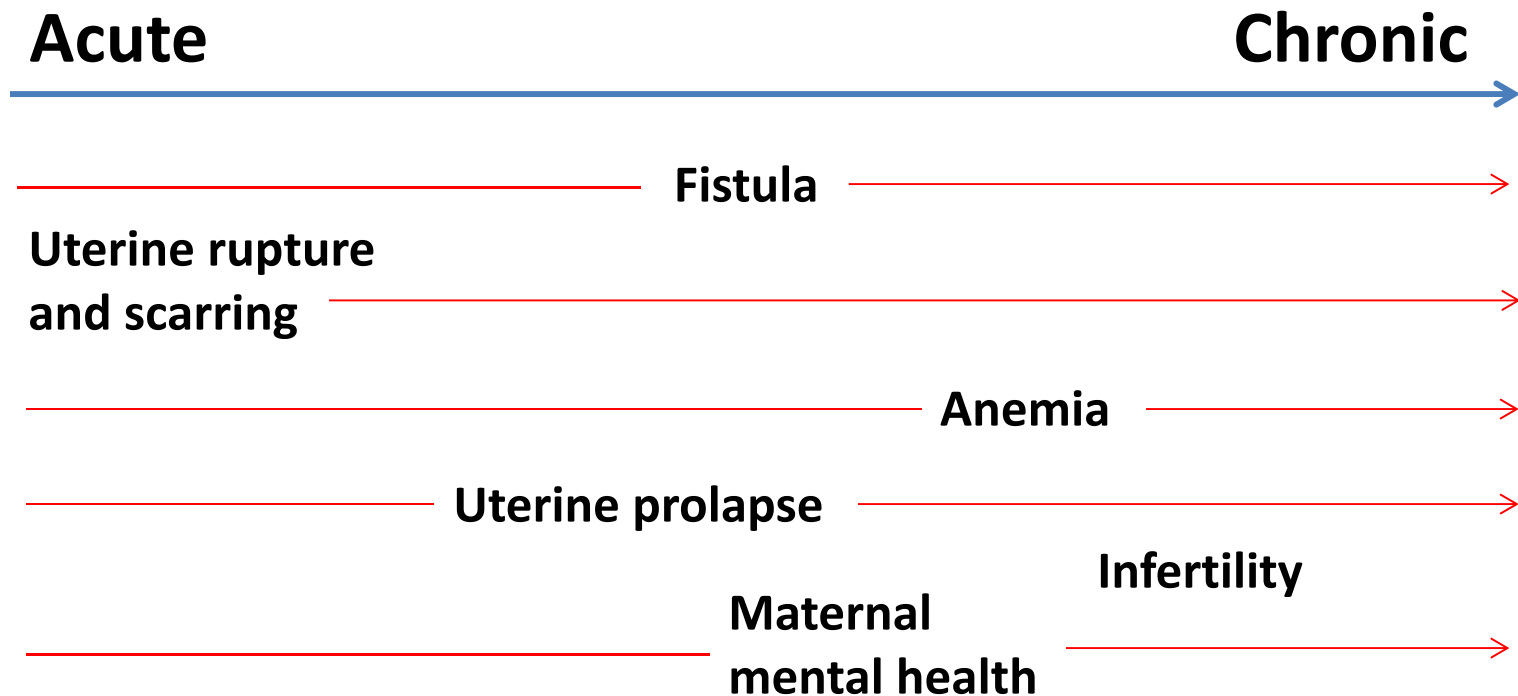 Acute
Chronic
Fistula
Uterine rupture
and scarring
Anemia
Uterine prolapse
Infertility
Maternal
mental health